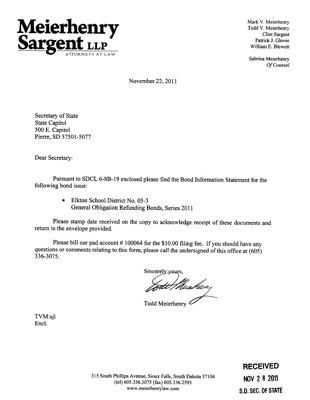 Meierhenry
Sargent LLP
ATTORNEYS AT LAW
Mark V. Meierhenry
Todd V. Meierhenry
Clint Sargent
Patrick J. Glover
William E. Blewett
Sabrina Meierhenry
Of Counsel
November 22, 2011
Secretary of State
State Capitol
500 E. Capitol
Pierre, SD 57501-5077
Dear Secretary:
Pursuant to SDCL 6-8B-19 enclosed please find the Bond Information Statement for the
following bond issue:
• Elkton School District No. 05-3
General Obligation Refunding Bonds, Series 2011
Please stamp date received on the copy to acknowledge receipt of these documents and
return in the envelope provided.
Please bill our pad account # 100064 for the $10.00 filing fee. If you should have any
questions or comments relating to this form, please call the undersigned of this office at (605)
336-3075.
Sincerely yours,
Todd Meierhenry
Todd Meierhenry
TVM:sjl
Encl.
315 South Phillips Avenue, Sioux Falls, South Dakota 57104
(tel) 605.336.3075 (fax) 605.336.2593
www.meierhenrylaw.com
RECEIVED
NOV 28 2011
S.D. SEC. OF STATE